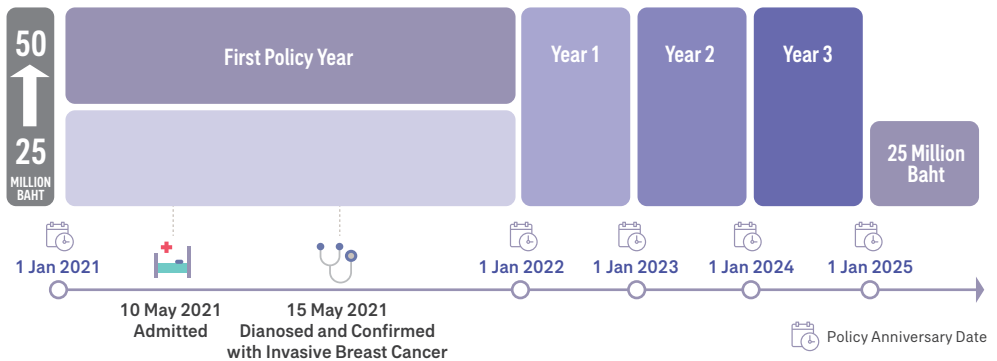 50
25
MILLION
BAHT
First Policy Year
Year 1
Year 2
Year 3
25 Million
Baht
1 Jan 2021
1 Jan 2022
1 Jan 2023
1 Jan 2024
1 Jan 2025
10 May 2021
Admitted
15 May 2021
Dianosed and Confirmed
with Invasive Breast Cancer
Policy Anniversary Date